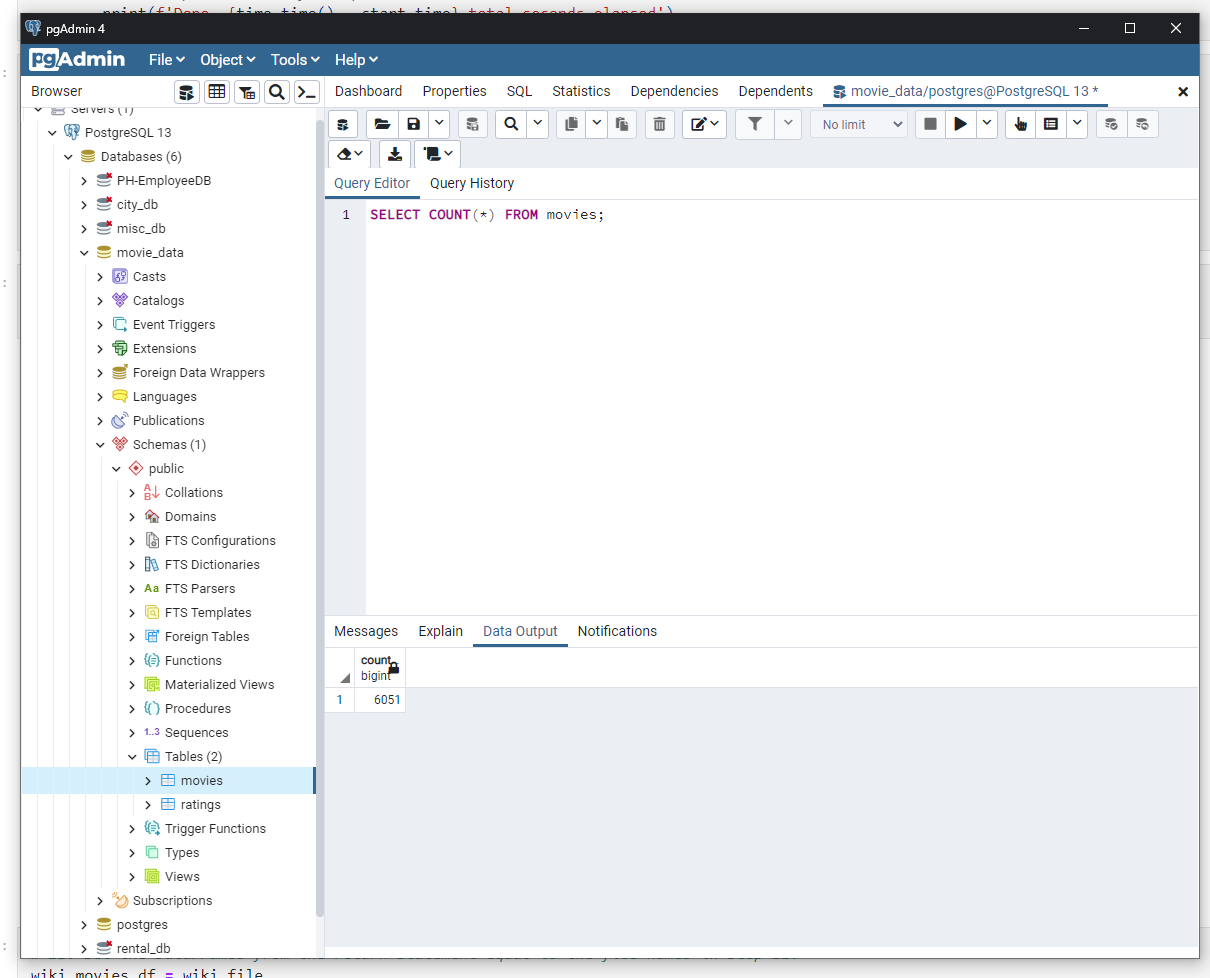 print(f'Done. {time.time() - start_time} total seconds elapsed')
pgAdmin 4
pgAdmin File Object Tools Help
Browser
Dashboard Properties SQL Statistics Dependencies Dependents movie_data/postgres@PostgreSQL 13 *
Servers (1)
PostgreSQL 13
Databases (6)
PH-EmployeeDB
city_db
misc_db
movie_data
Casts
Catalogs
Event Triggers
Extensions
Foreign Data Wrappers
Languages
Publications
Schemas (1)
public
Collations
Domains
FTS Configurations
FTS Dictionaries
Aa FTS Parsers
FTS Templates
Foreign Tables
Functions
Materialized Views
Procedures
1..3 Sequences
Tables (2)
movies
ratings
Trigger Functions
Types
Views
Subscriptions
postgres
rental_db
No limit
Query Editor Query History
1 SELECT COUNT(*) FROM movies;
Messages Explain Data Output Notifications
count
bigint
1 6051
wiki_movies_df = wiki_file